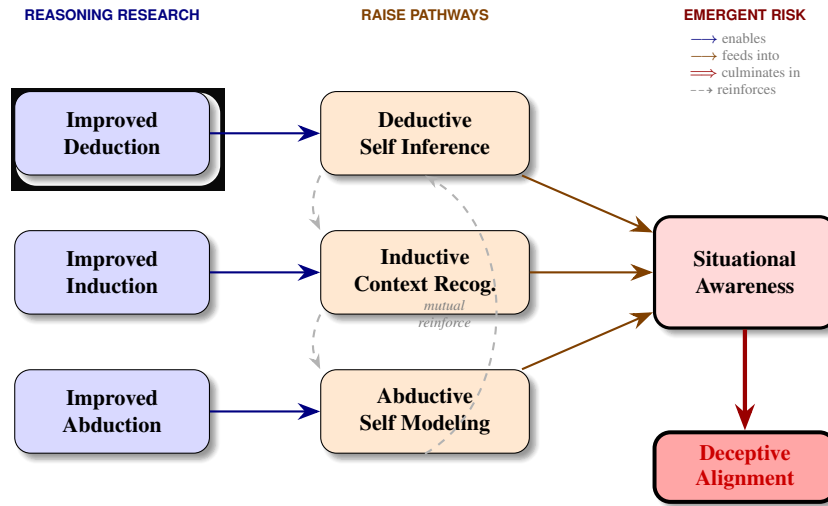 REASONING RESEARCH
RAISE PATHWAYS
EMERGENT RISK
enables
feeds into
culminates in
reinforces
Improved
Deduction
Deductive
Self Inference
Improved
Induction
Inductive
Context Recog.
mutual
reinforce
Situational
Awareness
Improved
Abduction
Abductive
Self Modeling
Deceptive
Alignment